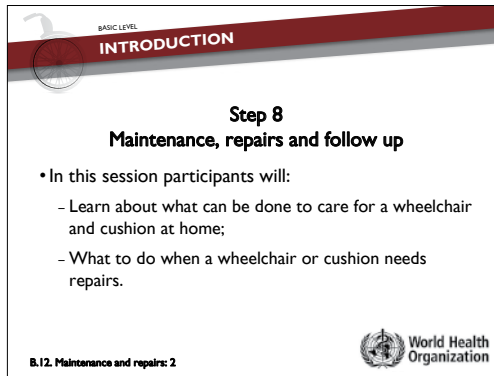 BASIC LEVEL
INTRODUCTION
Step 8
Maintenance, repairs and follow up
• In this session participants will:
– Learn about what can be done to care for a wheelchair
and cushion at home;
– What to do when a wheelchair or cushion needs
repairs.
B.12. Maintenance and repairs: 2
World Health
Organization